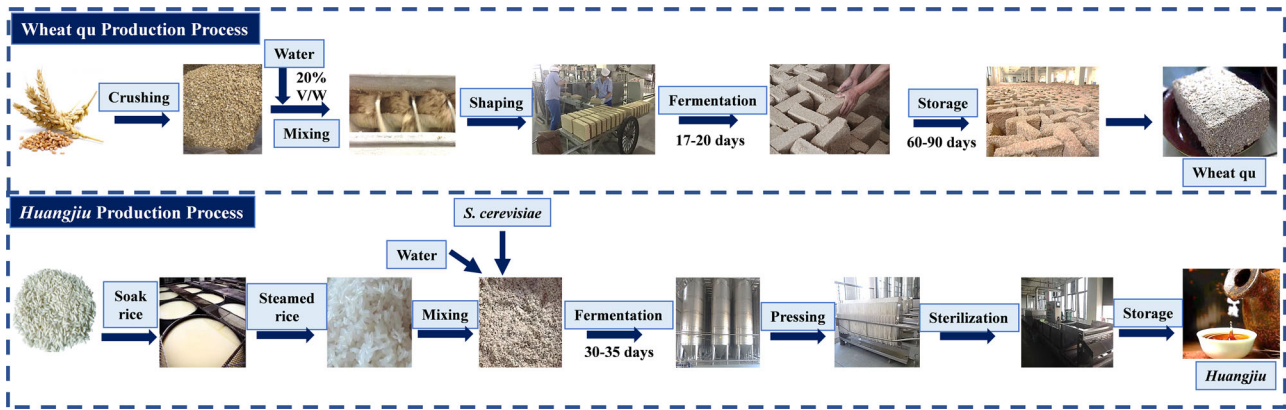 Wheat qu Production Process
Water
20%
V/W
Crushing
Mixing
Shaping
Fermentation
17-20 days
Storage
60-90 days
Wheat qu
Huangjiu Production Process
S. cerevisiae
Water
Soak
rice
Steamed
rice
Mixing
Fermentation
30-35 days
Pressing
Sterilization
Storage
Huangjiu